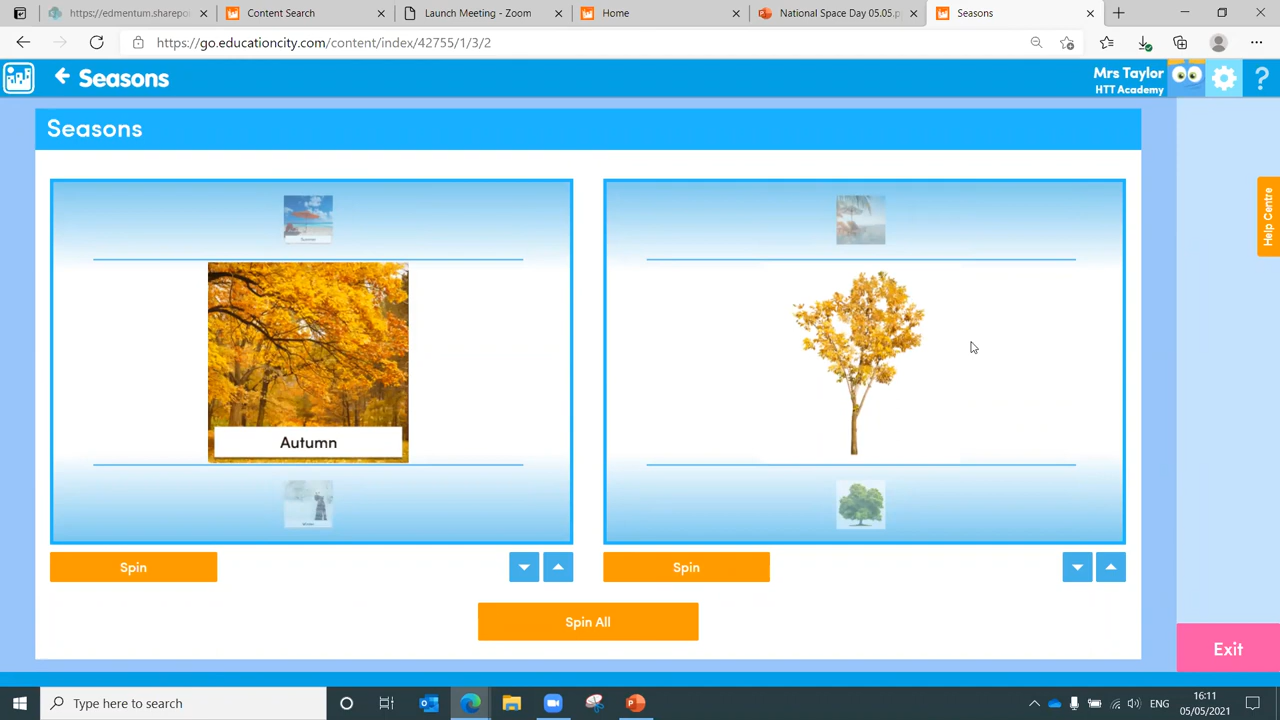 https://edmentum.sharepoi
Content Search
Launch Meeting - Zoom
Home
National Space Day 05.05.p
Seasons
https://go.educationcity.com/content/index/42755/1/3/2
Seasons
Mrs Taylor
HTT Academy
?
Seasons
Summer
Autumn
Spin
Spin
Spin All
Help Centre
Exit
Type here to search
ENG
16:11
05/05/2021